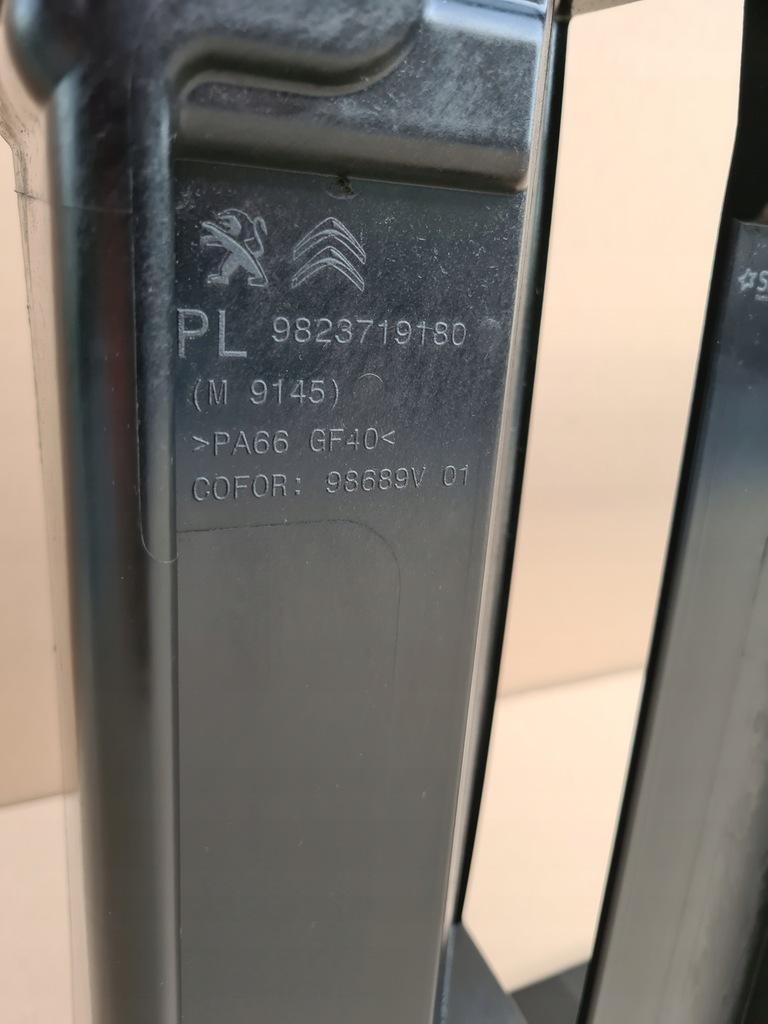 PL 9823719180
(M 9145)
>PA66 GF40<
COFOR: 98689V 01